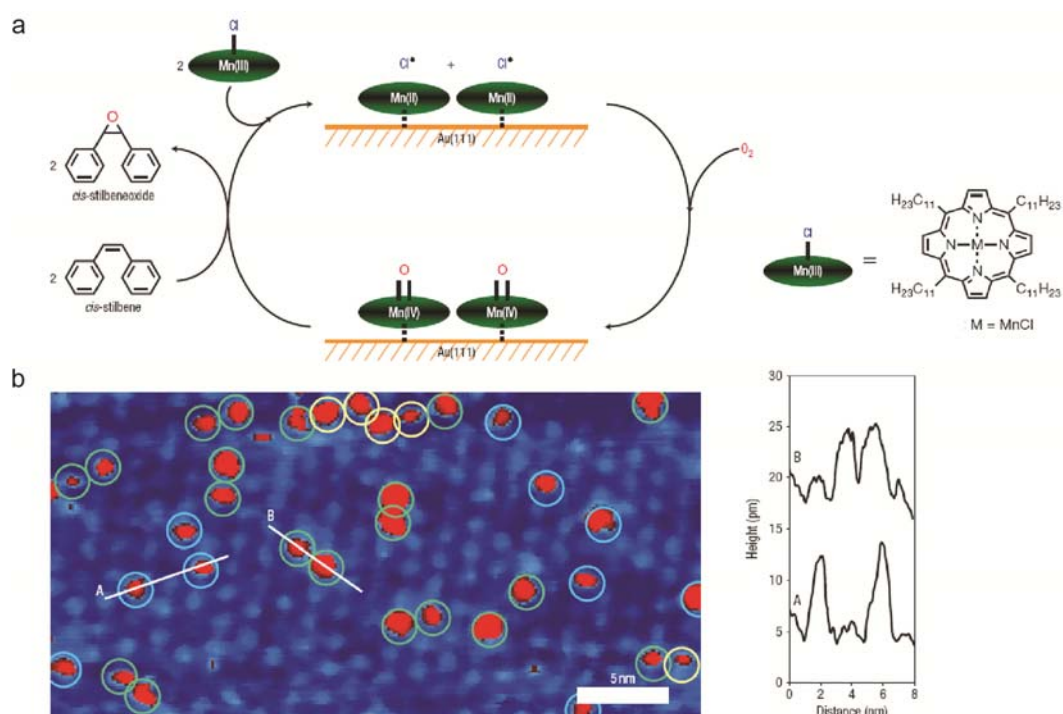 a
Cl
2 Mn(III)
Cl• + Cl•
Mn(II) Mn(II)
Au(111)
O
2
cis-stilbeneoxide
2
cis-stilbene
O₂
O O
Mn(IV) Mn(IV)
Au(111)
Cl
Mn(III)
=
H₂₃C₁₁ C₁₁H₂₃
N
N M N
N
H₂₃C₁₁ C₁₁H₂₃
M = MnCl
b
A
B
5 nm
Height (pm)
30
25
20
15
10
5
0
B
A
0 2 4 6 8
Distance (nm)